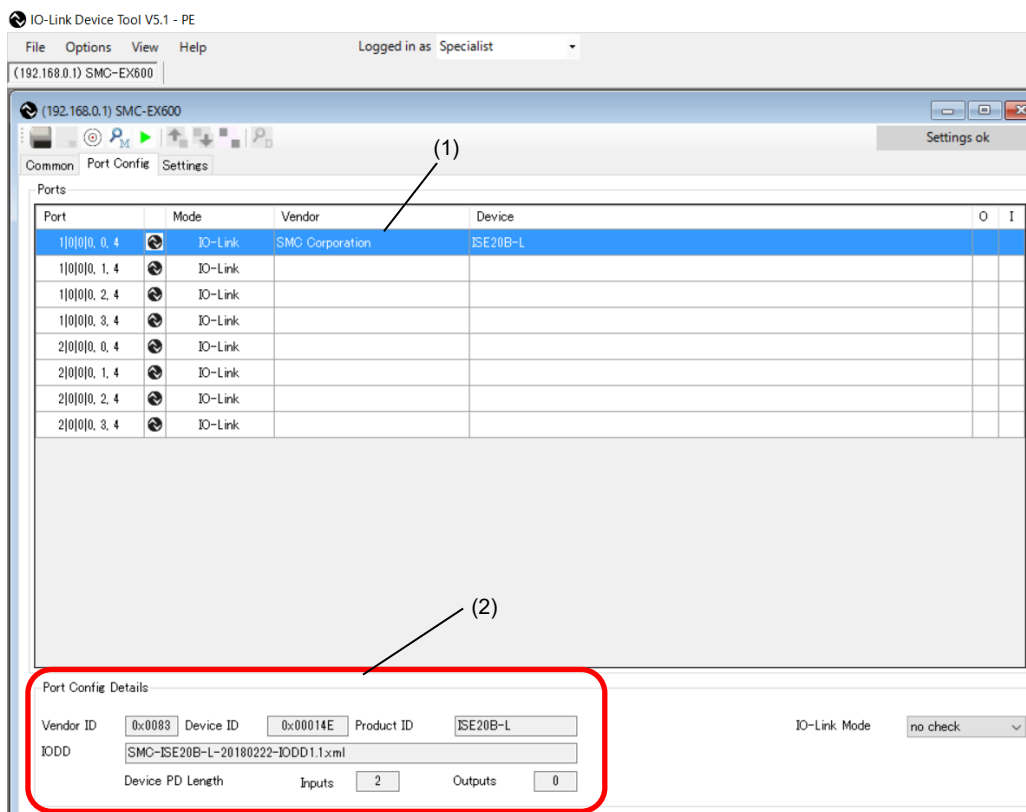 IO-Link Device Tool V5.1 - PE
File Options View Help Logged in as Specialist
(192.168.0.1) SMC-EX600
(192.168.0.1) SMC-EX600
Settings ok
(1)
Common Port Config Settings
Ports
Port Mode Vendor Device O I
1|0|0|0, 0, 4 IO-Link SMC Corporation ISE20B-L
1|0|0|0, 1, 4 IO-Link
1|0|0|0, 2, 4 IO-Link
1|0|0|0, 3, 4 IO-Link
2|0|0|0, 0, 4 IO-Link
2|0|0|0, 1, 4 IO-Link
2|0|0|0, 2, 4 IO-Link
2|0|0|0, 3, 4 IO-Link
(2)
Port Config Details
Vendor ID 0x0083 Device ID 0x00014E Product ID ISE20B-L IO-Link Mode no check
IODD SMC-ISE20B-L-20180222-IODD1.1.xml
Device PD Length Inputs 2 Outputs 0